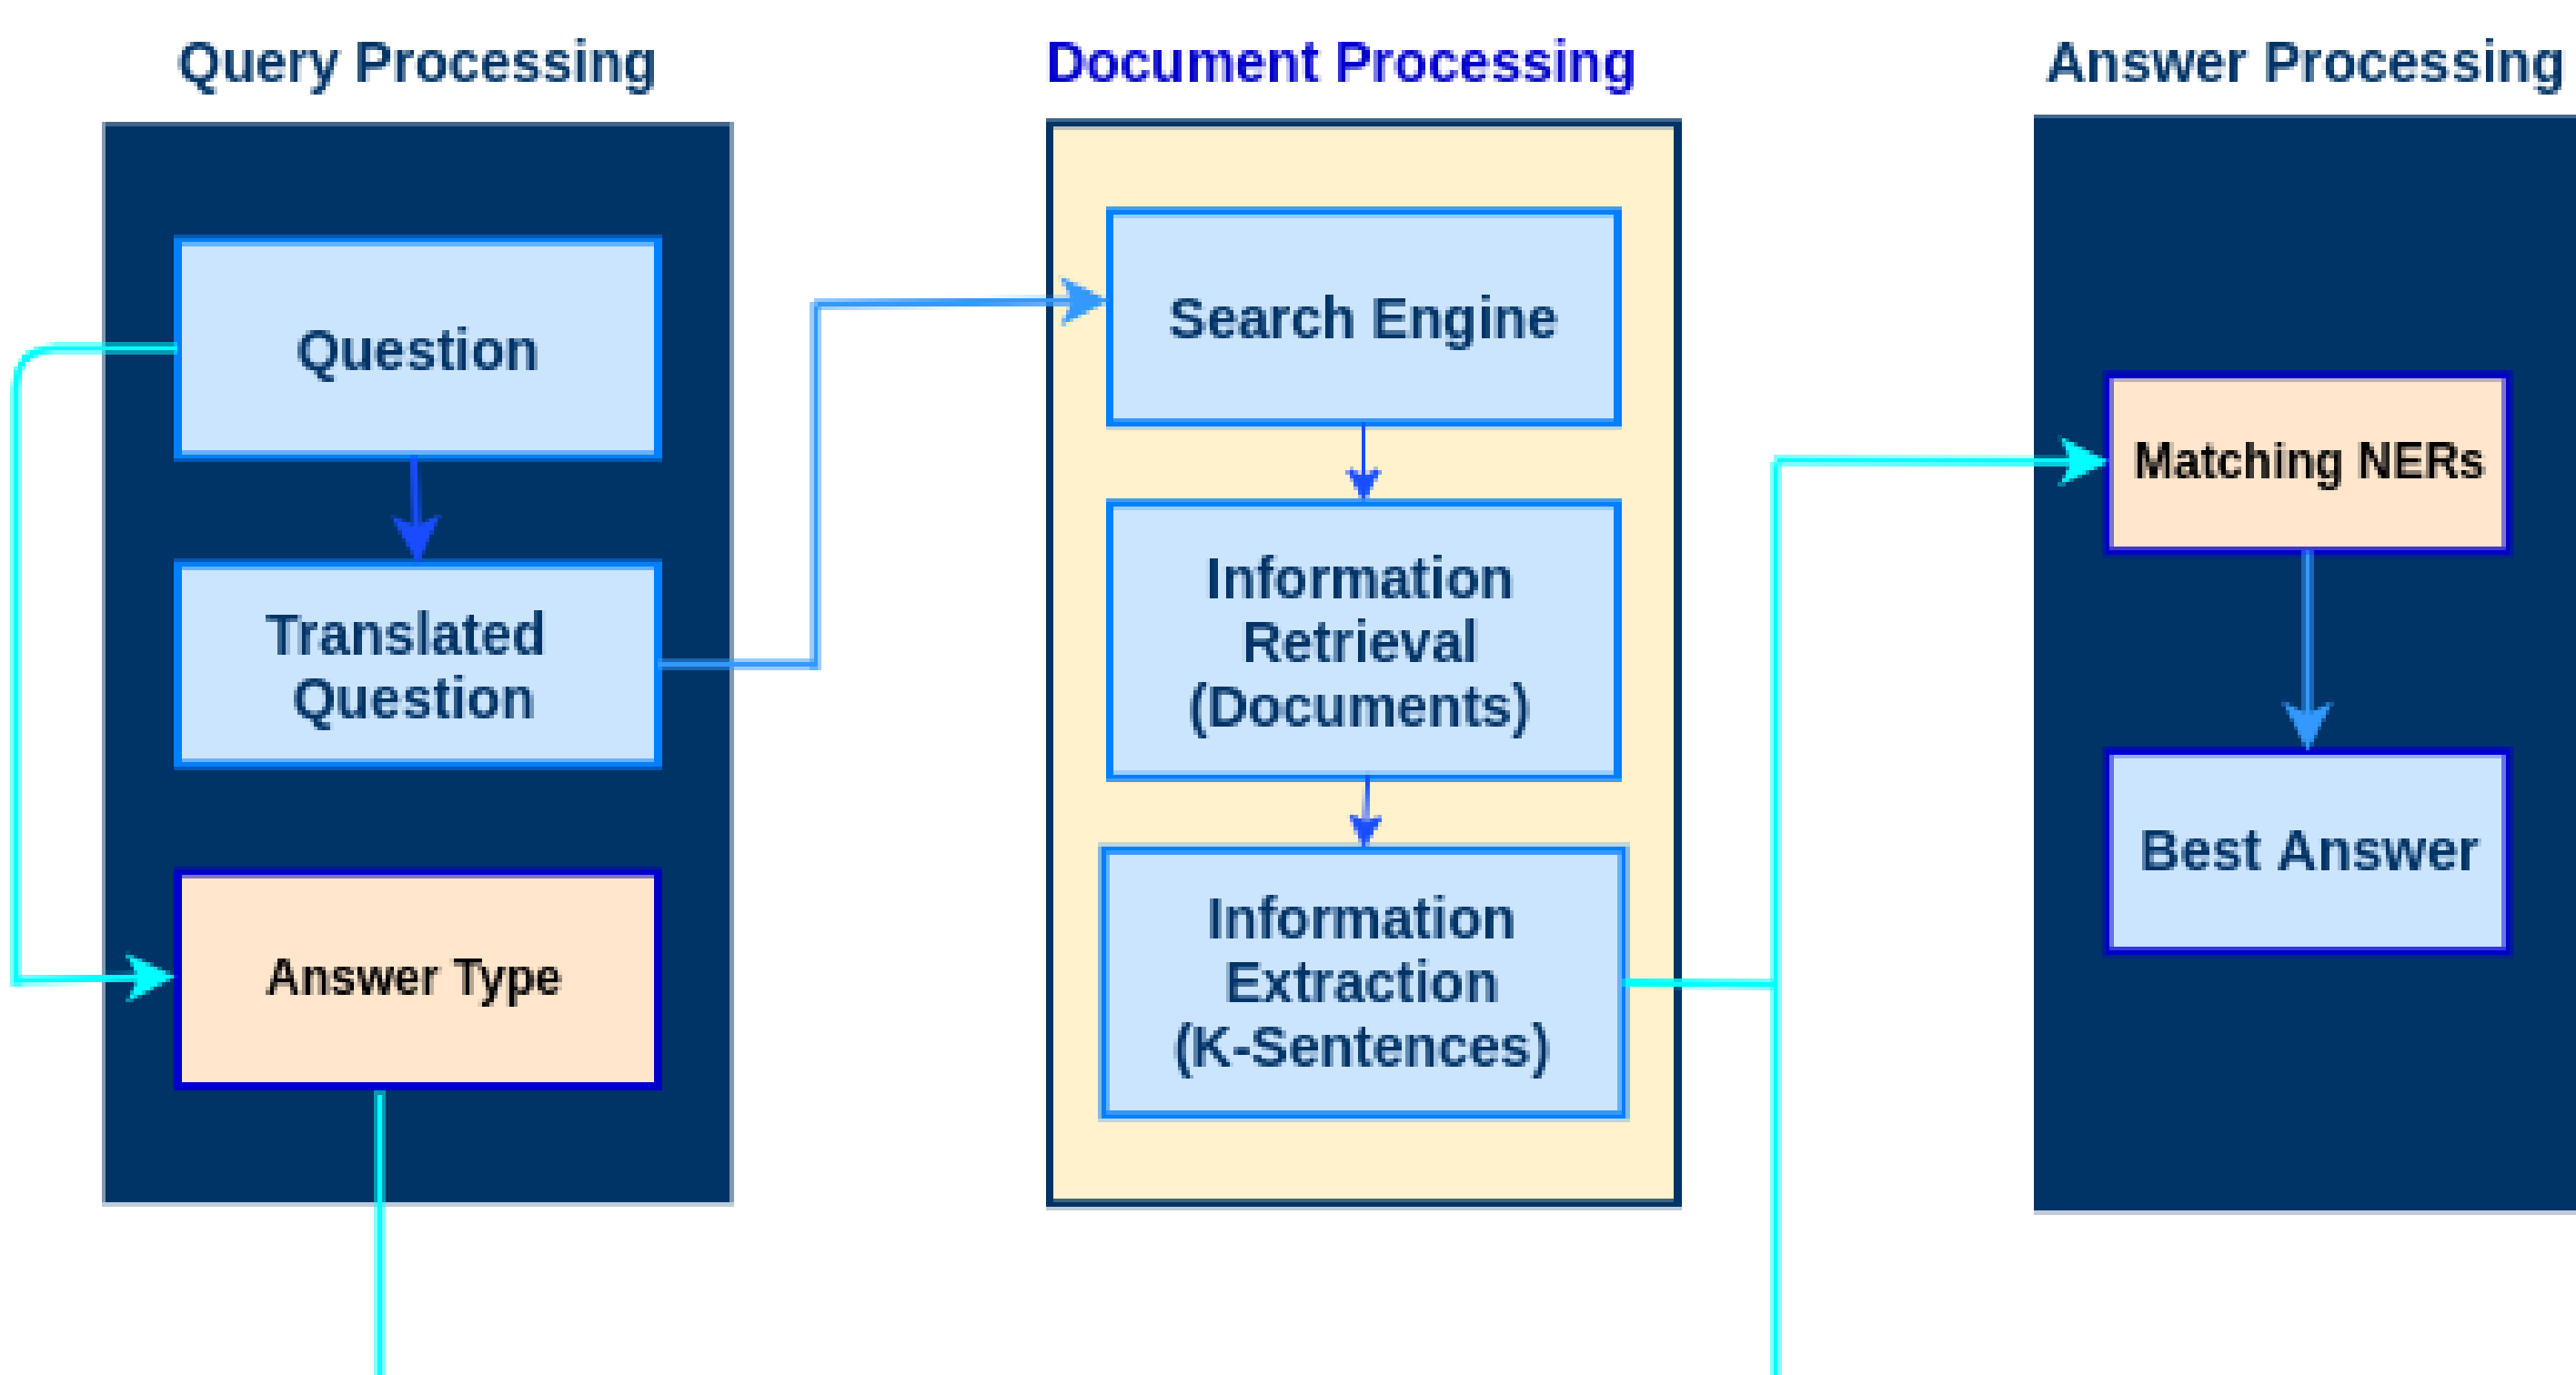 Query Processing
Question
Translated
Question
Answer Type
Document Processing
Search Engine
Information
Retrieval
(Documents)
Information
Extraction
(K-Sentences)
Answer Processing
Matching NERs
Best Answer